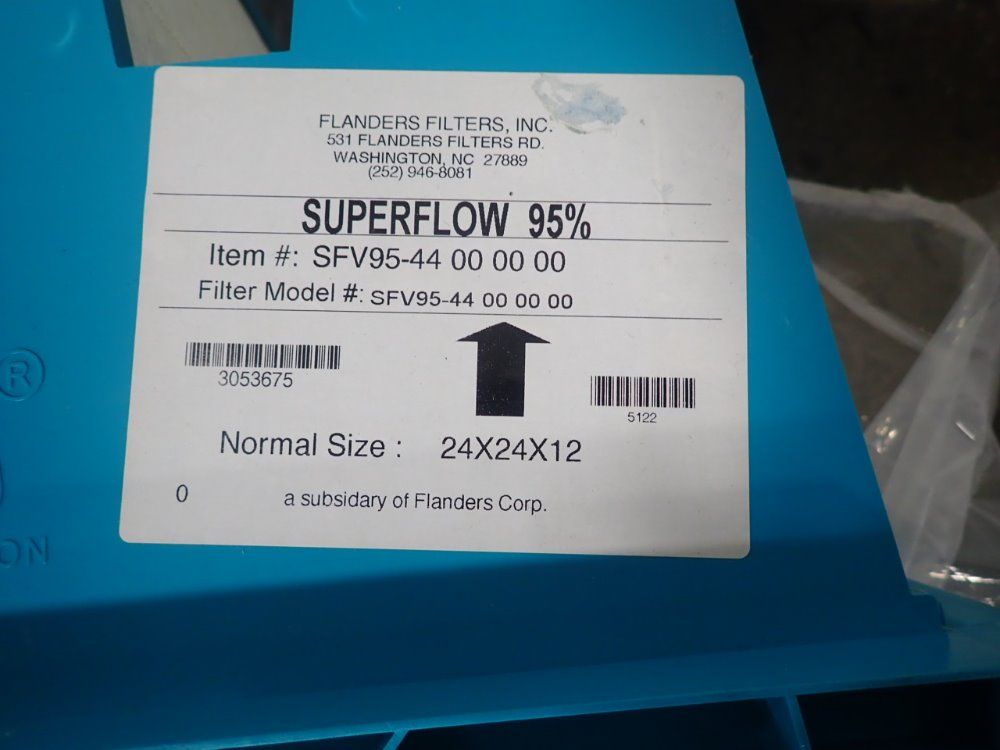 FLANDERS FILTERS, INC.
531 FLANDERS FILTERS RD.
WASHINGTON, NC 27889
(252) 946-8081
SUPERFLOW 95%
Item #: SFV95-44 00 00 00
Filter Model #: SFV95-44 00 00 00
3053675
5122
Normal Size : 24X24X12
0 a subsidary of Flanders Corp.
®
ON